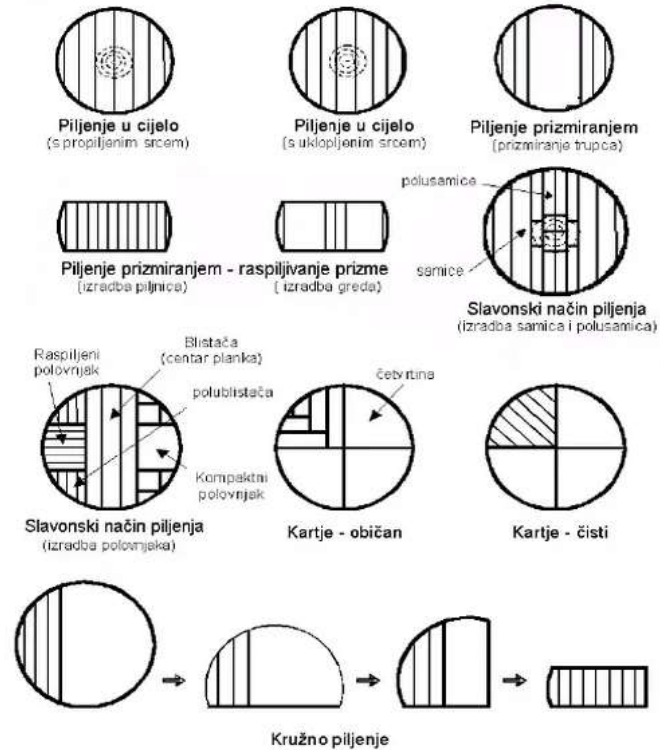 Piljenje u cijelo
(s propiljenim srcem)
Piljenje u cijelo
(s uklopljenim srcem)
Piljenje prizmiranjem
(prizmiranje trupca)
polusamice
samice
Piljenje prizmiranjem - raspiljivanje prizme
(izradba piljnica)
( izradba greda)
Slavonski način piljenja
(izradba samica i polusamica)
Raspiljeni
polovnjak
Blistača
(centar planka)
polublistača
Kompaktni
polovnjak
četvrtina
Slavonski način piljenja
(izradba polovnjaka)
Kartje - običan
Kartje - čisti
Kružno piljenje